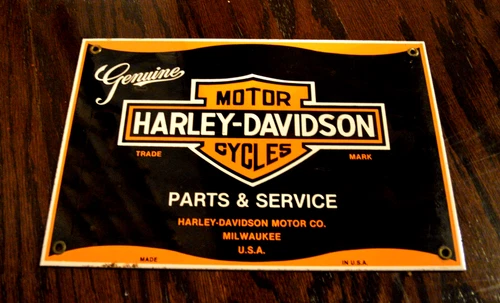 Genuine
MOTOR
HARLEY-DAVIDSON
CYCLES
TRADE MARK
PARTS & SERVICE
HARLEY-DAVIDSON MOTOR CO.
MILWAUKEE
U.S.A.
MADE IN U.S.A.